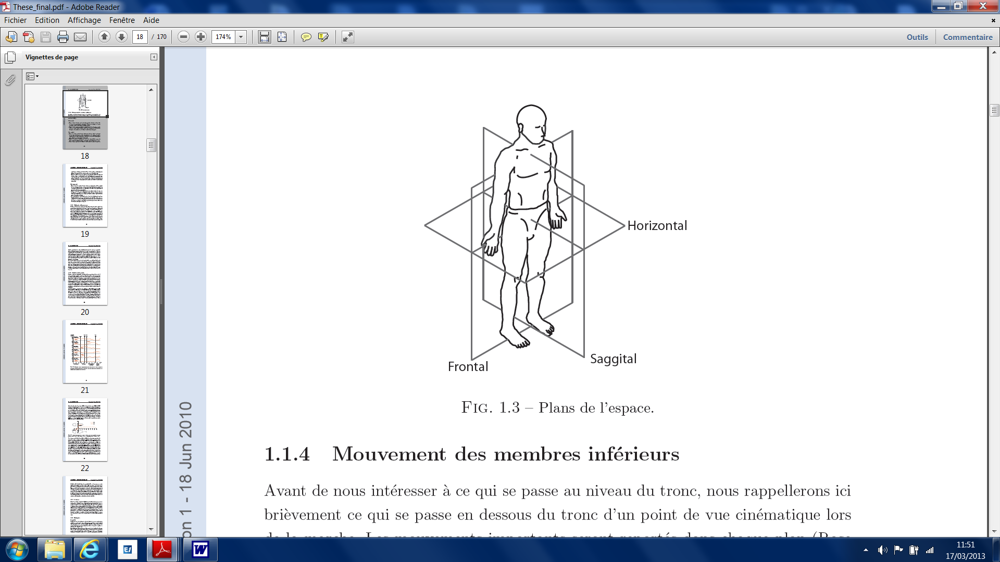 These_final.pdf - Adobe Reader
Fichier Edition Affichage Fenêtre Aide
18 / 170 174% Outils Commentaire
Vignettes de page
18
19
20
21
22
Horizontal
Saggital
Frontal
FIG. 1.3 – Plans de l'espace.
1.1.4 Mouvement des membres inférieurs
Avant de nous intéresser à ce qui se passe au niveau du tronc, nous rappellerons ici
brièvement ce qui se passe en dessous du tronc d'un point de vue cinématique lors
on 1 - 18 Jun 2010
11:51
17/03/2013